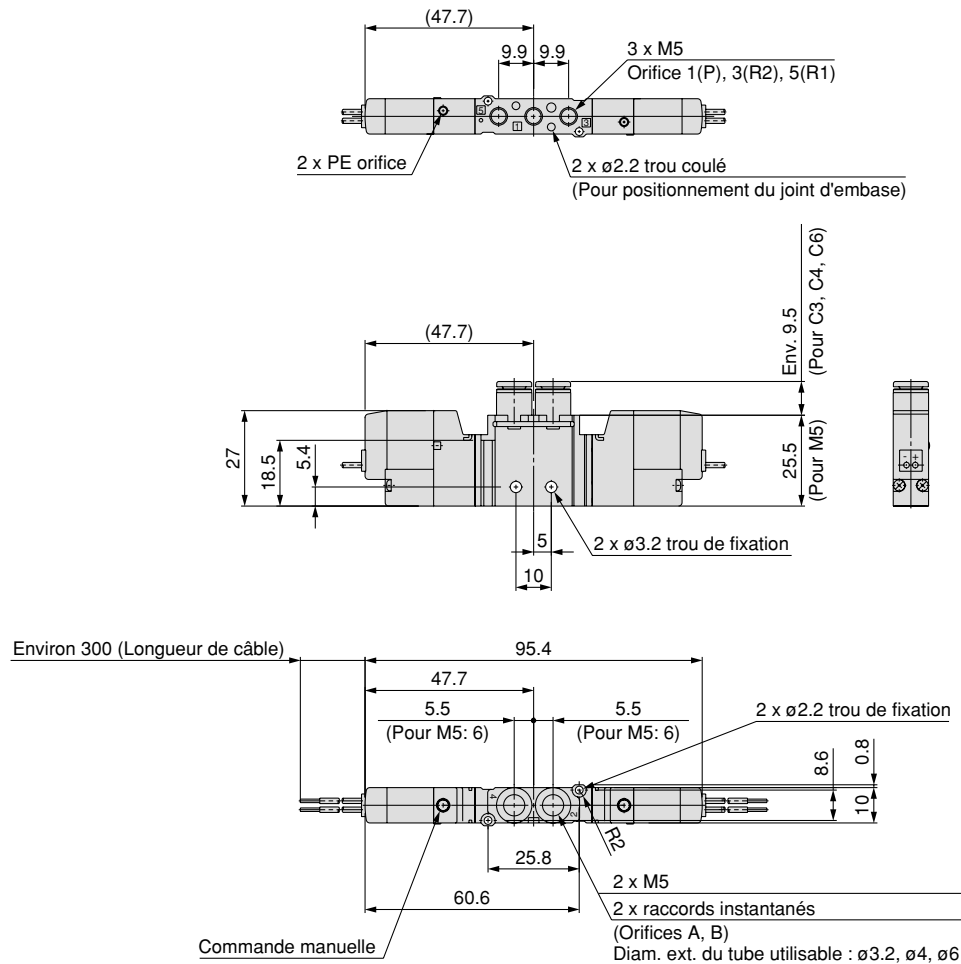 (47.7)
9.9 9.9
3 x M5
Orifice 1(P), 3(R2), 5(R1)
5
1
3
2 x PE orifice
2 x ø2.2 trou coulé
(Pour positionnement du joint d'embase)
(47.7)
Env. 9.5
(Pour C3, C4, C6)
27
18.5
5.4
25.5
(Pour M5)
- +
5
10
2 x ø3.2 trou de fixation
Environ 300 (Longueur de câble)
95.4
47.7
5.5
(Pour M5: 6)
5.5
(Pour M5: 6)
2 x ø2.2 trou de fixation
8.6
0.8
10
4
2
R2
25.8
60.6
Commande manuelle
2 x M5
2 x raccords instantanés
(Orifices A, B)
Diam. ext. du tube utilisable : ø3.2, ø4, ø6